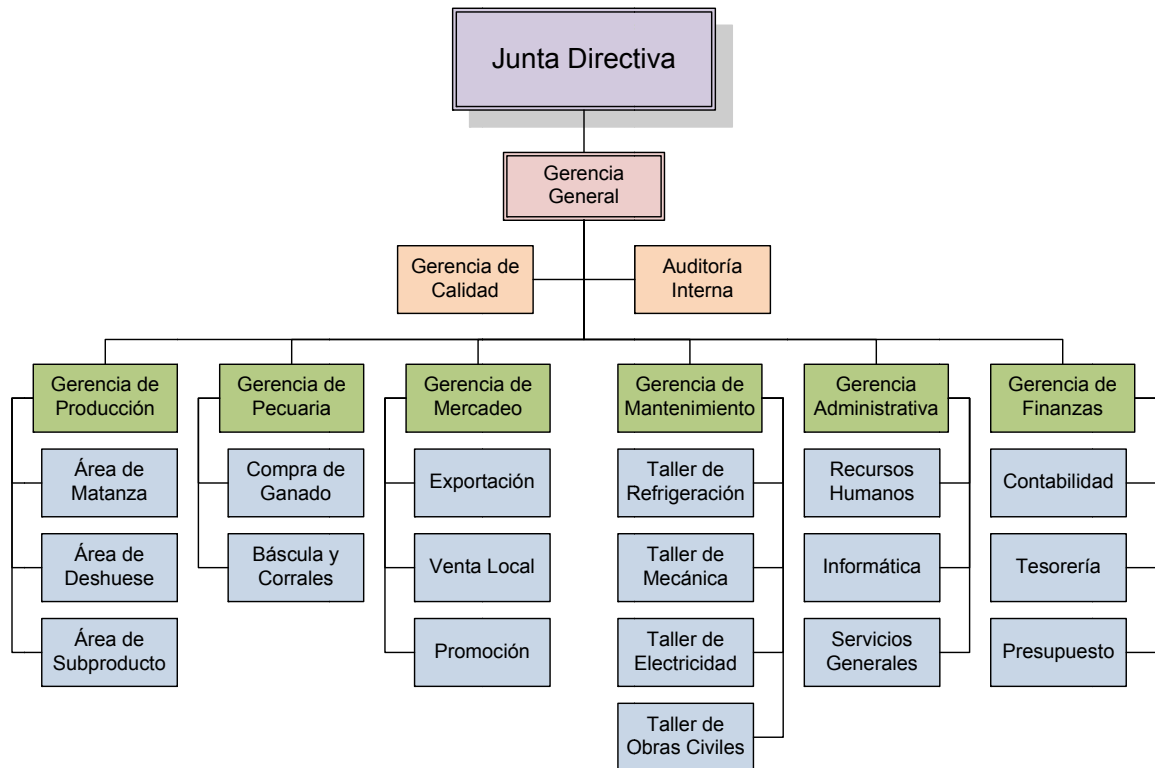 Junta Directiva
Gerencia
General
Gerencia de
Calidad
Auditoría
Interna
Gerencia de
Producción
Gerencia de
Pecuaria
Gerencia de
Mercadeo
Gerencia de
Mantenimiento
Gerencia
Administrativa
Gerencia de
Finanzas
Área de
Matanza
Compra de
Ganado
Exportación
Taller de
Refrigeración
Recursos
Humanos
Contabilidad
Área de
Deshuese
Báscula y
Corrales
Venta Local
Taller de
Mecánica
Informática
Tesorería
Área de
Subproducto
Promoción
Taller de
Electricidad
Servicios
Generales
Presupuesto
Taller de
Obras Civiles